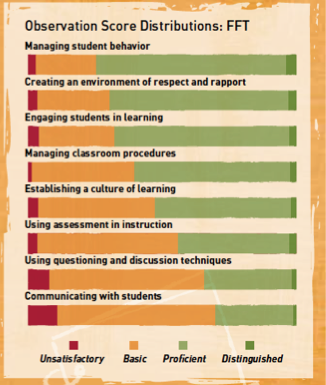 Observation Score Distributions: FFT
Managing student behavior
Creating an environment of respect and rapport
Engaging students in learning
Managing classroom procedures
Establishing a culture of learning
Using assessment in instruction
Using questioning and discussion techniques
Communicating with students
Unsatisfactory Basic Proficient Distinguished